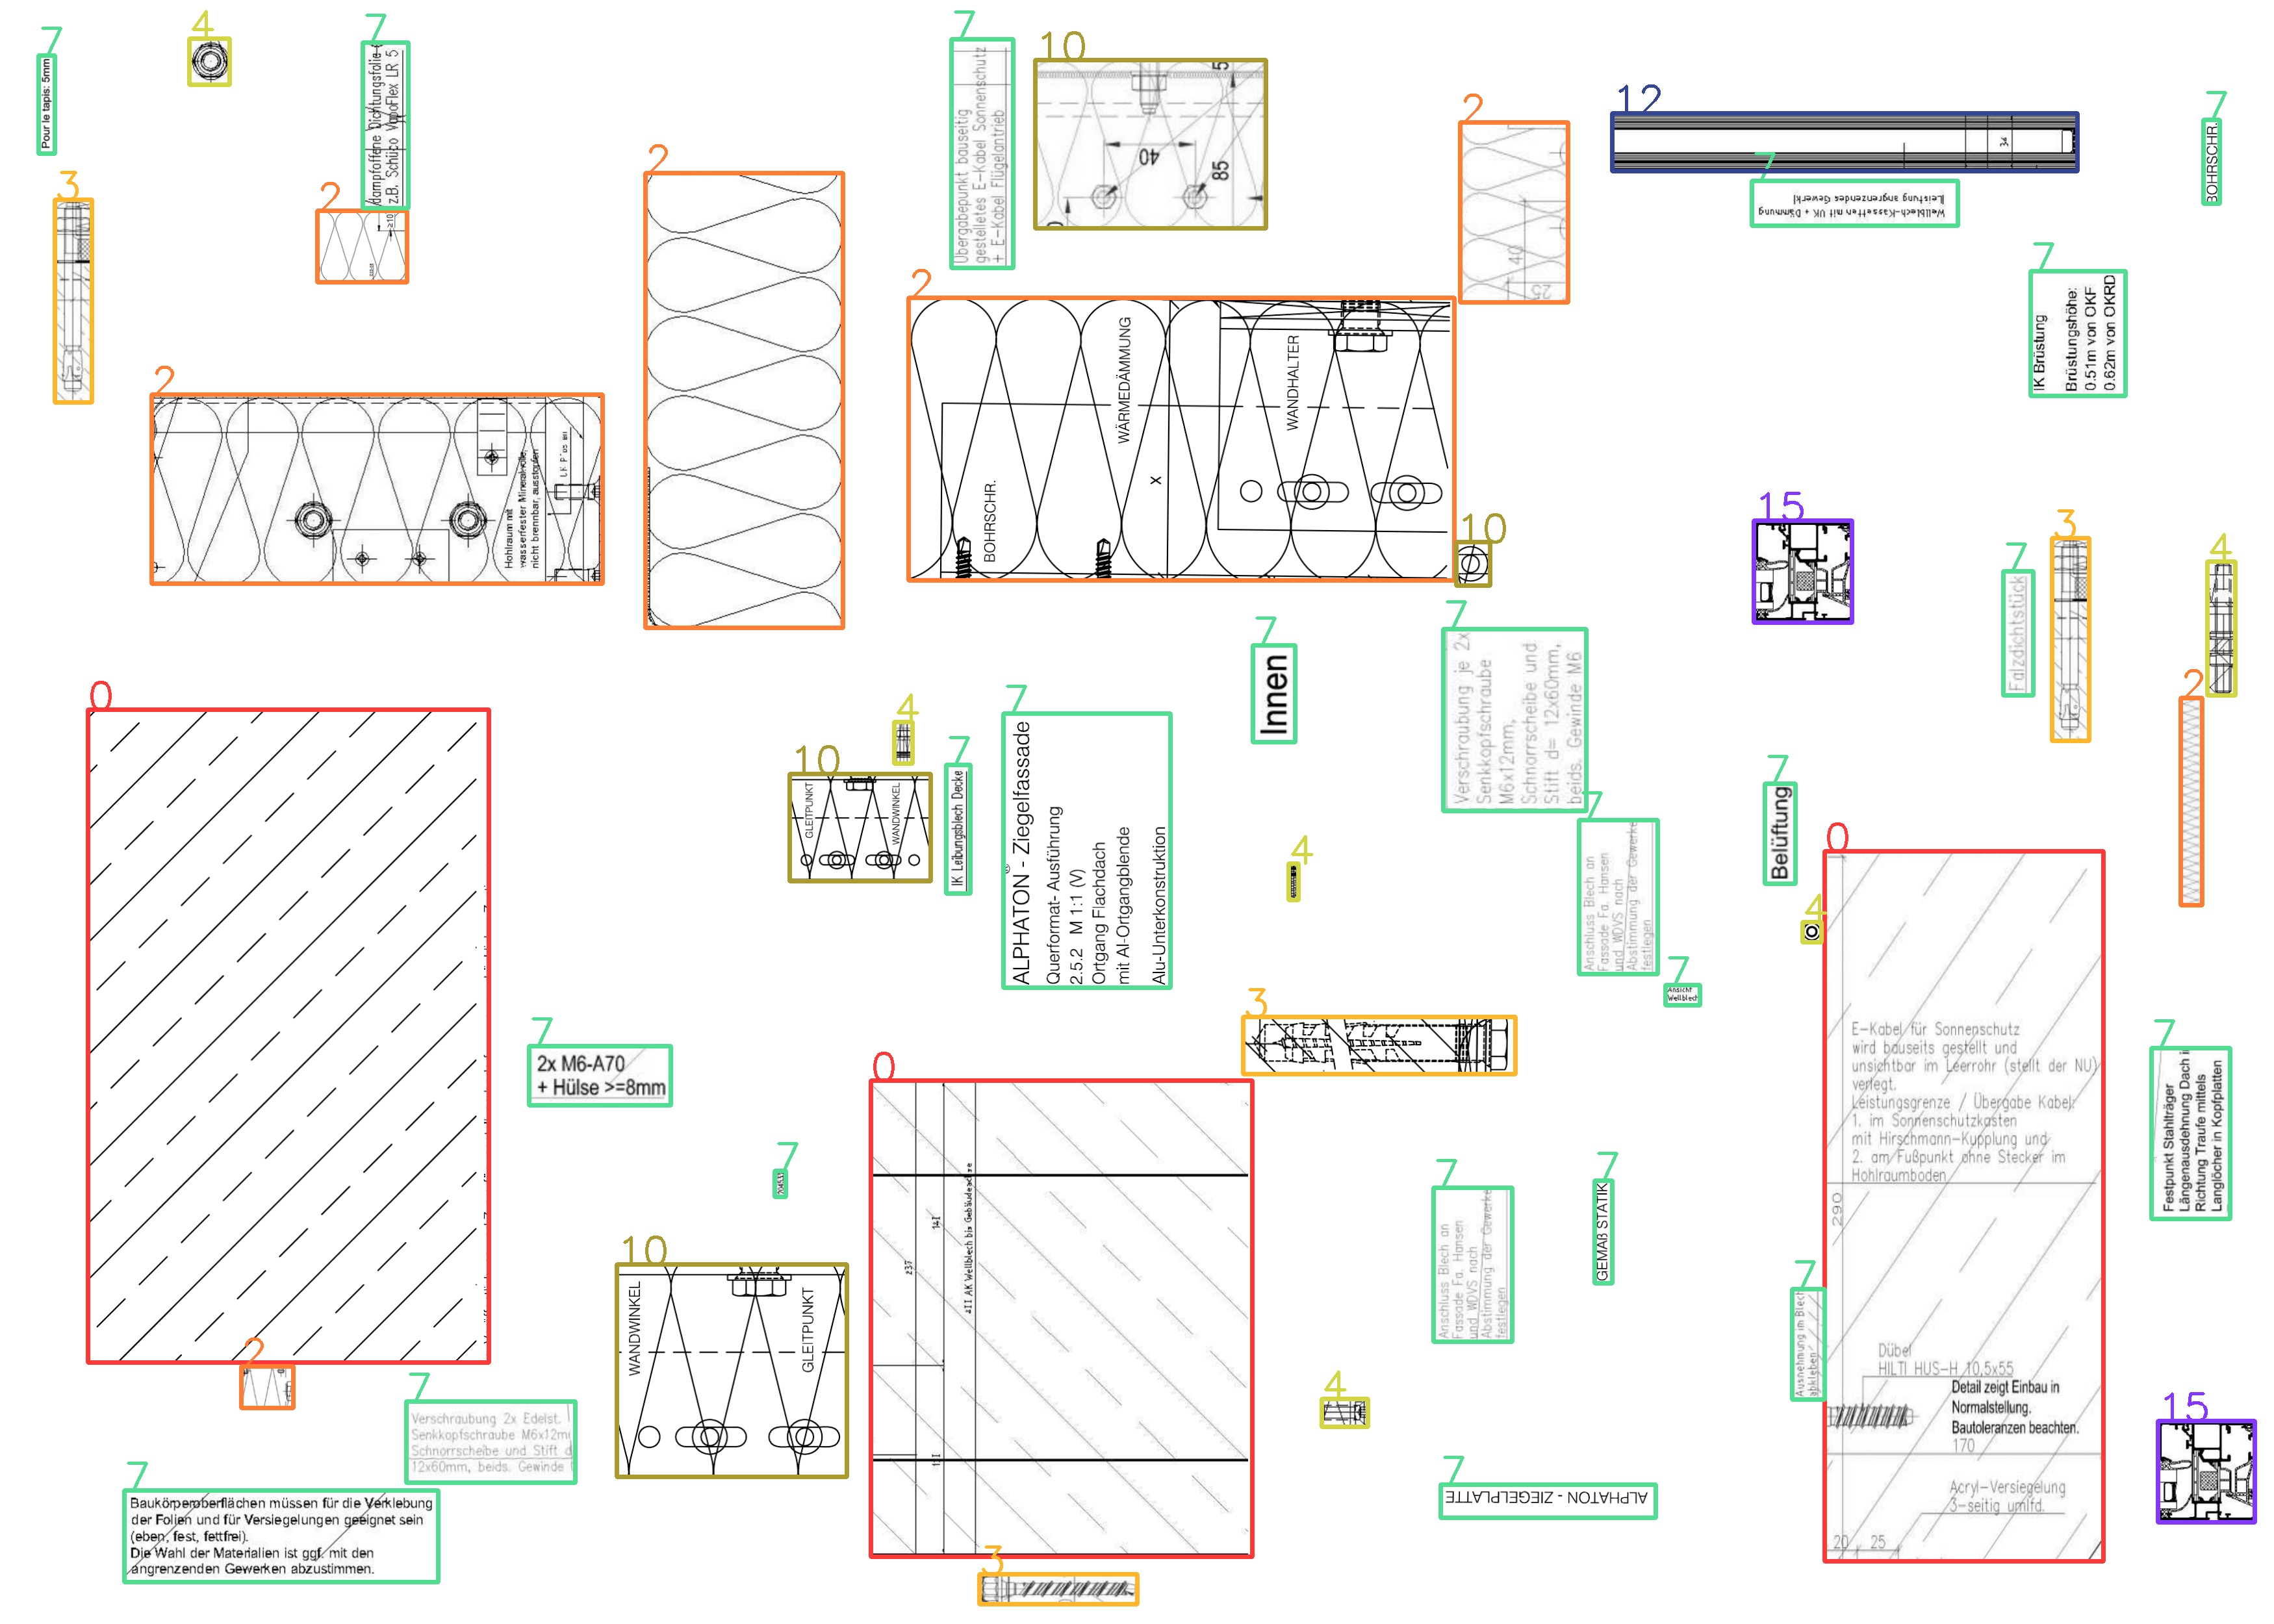 7
4
7
7
10
2
12
7
Pour le tapis: 5mm
dampfoffene Dichtungsfolie
z.B. Schüco VapoFlex LR 5
Übergabepunkt bauseitig
gestelletes E-Kabel Sonnenschutz
+ E-Kabel Flügelantrieb
40
85
5
40
25
34
7
Wellblech-Kassetten mit UK + Dämmung
(Leistung angrenzendes Gewerk)
BOHRSCHR.
3
2
2
2
7
IK Brüstung
Brüstungshöhe:
0.51m von OKF
0.62m von OKRD
2
Hohlraum mit
wasserfester Mineralwolle,
nicht brennbar, ausstopfen
BOHRSCHR.
WÄRMEDÄMMUNG
X
WANDHALTER
10
15
7
3
4
Falzdichtstück
2
0
4
7
7
7
Innen
Verschraubung je 2x
Senkkopfschraube
M6x12mm,
Schnorrscheibe und
Stift d= 12x60mm,
beids. Gewinde M6
10
GLEITPUNKT
WANDWINKEL
7
IK Leibungsblech Decke
ALPHATON® - Ziegelfassade
Querformat- Ausführung
2.5.2 M 1:1 (V)
Ortgang Flachdach
mit Al-Ortgangblende
Alu-Unterkonstruktion
4
7
Anschluss Blech an
Fassade Fa. Hansen
und WDVS nach
Abstimmung der Gewerke
festlegen
7
Belüftung
0
4
7
Ansicht
Wellblech
3
7
2x M6-A70
+ Hülse >=8mm
0
E-Kabel für Sonnenschutz
wird bauseits gestellt und
unsichtbar im Leerrohr (stellt der NU)
verlegt.
Leistungsgrenze / Übergabe Kabel:
1. im Sonnenschutzkasten
mit Hirschmann-Kupplung und
2. am Fußpunkt ohne Stecker im
Hohlraumboden
290
7
Festpunkt Stahlträger
Längenausdehnung Dach i
Richtung Traufe mittels
Langlöcher in Kopfplatten
7
10
WANDWINKEL
GLEITPUNKT
141
237
AK Wellblech bis Gebäudeachse
7
Anschluss Blech an
Fassade Fa. Hansen
und WDVS nach
Abstimmung der Gewerke
festlegen
7
GEMÄß STATIK
7
Ausnehmung im Blech
abkleben
Dübel
HILTI HUS-H 10,5x55
Detail zeigt Einbau in
Normalstellung.
Bautoleranzen beachten.
170
Acryl-Versiegelung
3-seitig umlfd.
20 25
2
7
Verschraubung 2x Edelst.
Senkkopfschraube M6x12m
Schnorrscheibe und Stift d
12x60mm, beids. Gewinde
4
15
7
Baukörperoberflächen müssen für die Verklebung
der Folien und für Versiegelungen geeignet sein
(eben, fest, fettfrei).
Die Wahl der Materialien ist ggf. mit den
angrenzenden Gewerken abzustimmen.
7
ALPHATON - ZIEGELPLATTE
3